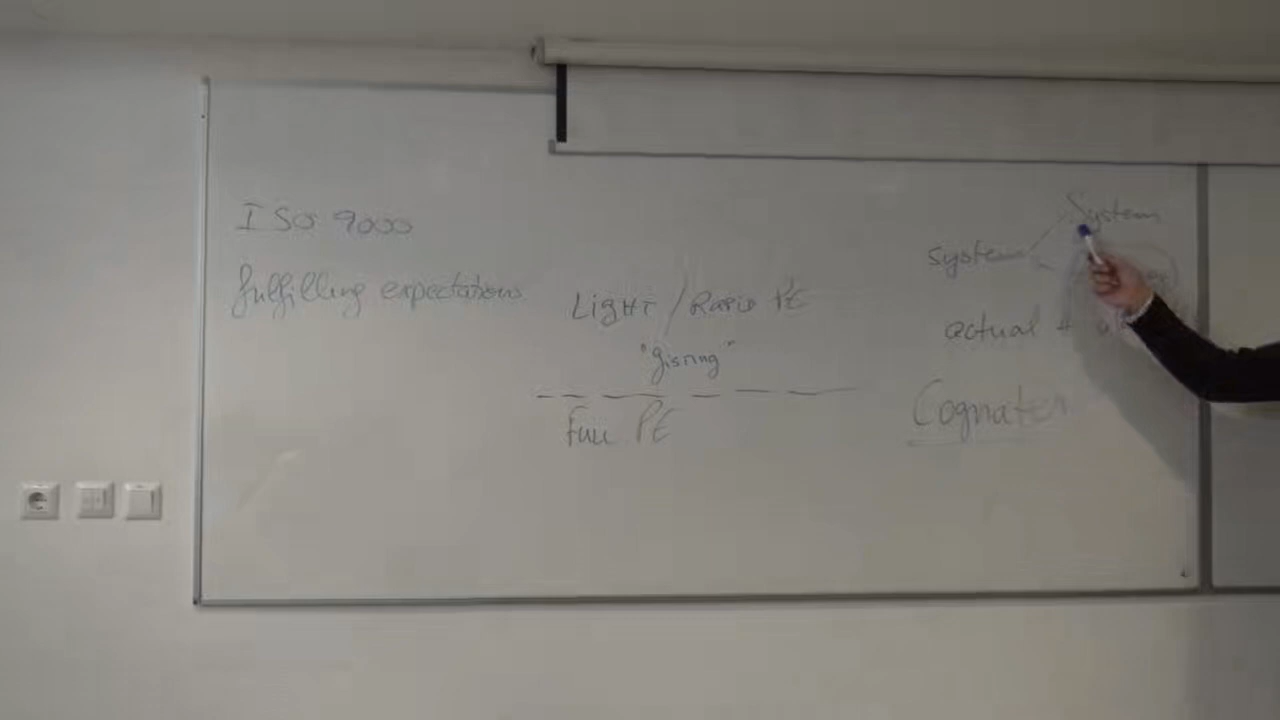 ISO 9000
fulfilling expectations
LIGHT / RAPID PE
"gisting"
FULL PE
System
system
actual
Cognates